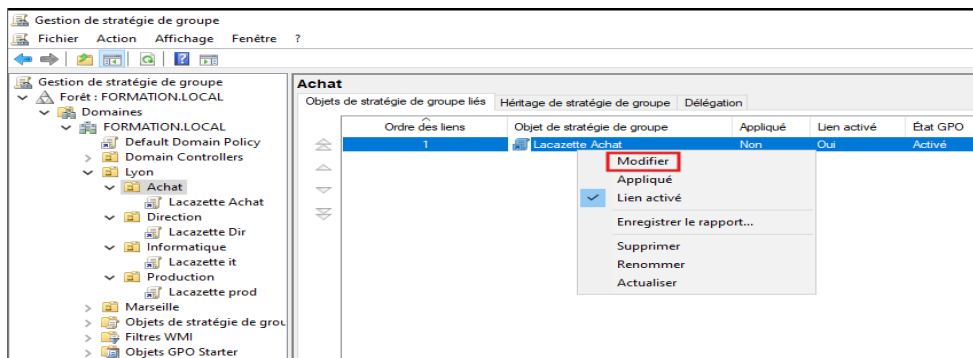 Gestion de stratégie de groupe
Fichier Action Affichage Fenêtre ?
Gestion de stratégie de groupe
Forêt : FORMATION.LOCAL
Domaines
FORMATION.LOCAL
Default Domain Policy
Domain Controllers
Lyon
Achat
Lacazette Achat
Direction
Lacazette Dir
Informatique
Lacazette it
Production
Lacazette prod
Marseille
Objets de stratégie de grou
Filtres WMI
Objets GPO Starter
Achat
Objets de stratégie de groupe liés Héritage de stratégie de groupe Délégation
Ordre des liens Objet de stratégie de groupe Appliqué Lien activé État GPO
1 Lacazette Achat Non Oui Activé
Modifier
Appliqué
Lien activé
Enregistrer le rapport...
Supprimer
Renommer
Actualiser